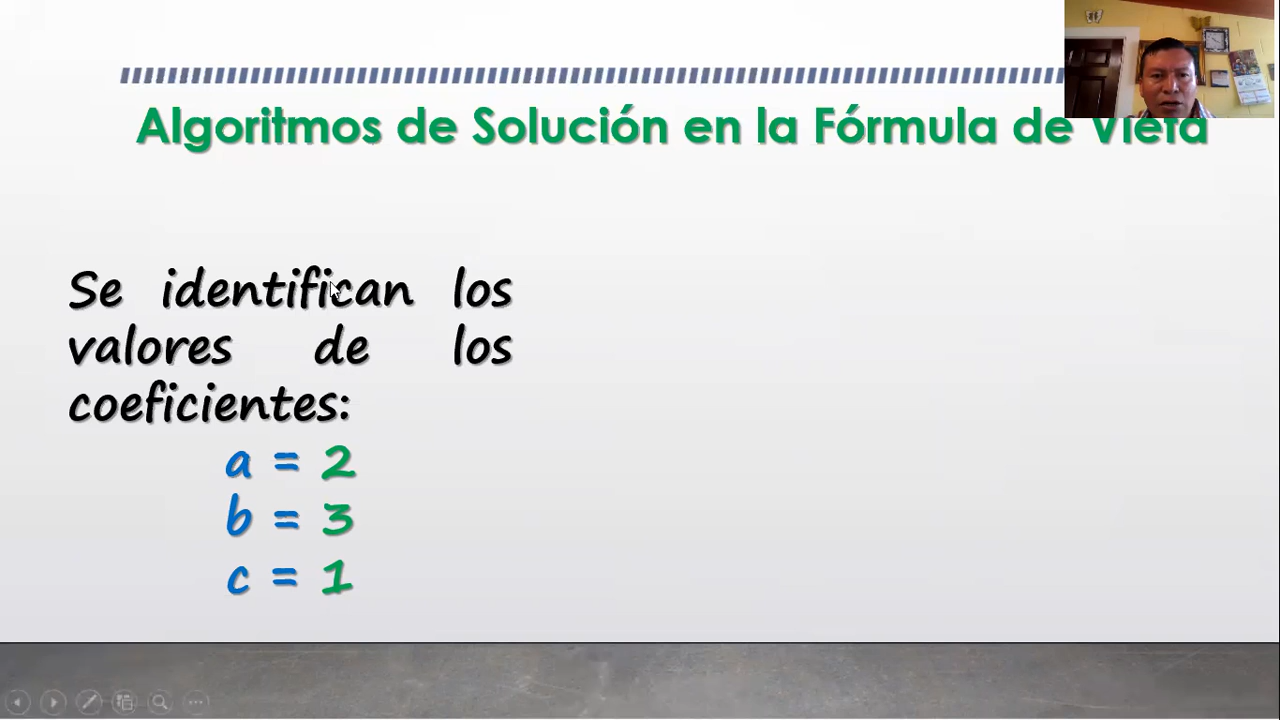 Algoritmos de Solución en la Fórmula de Vieta
Se identifican los
valores de los
coeficientes:
a = 2
b = 3
c = 1